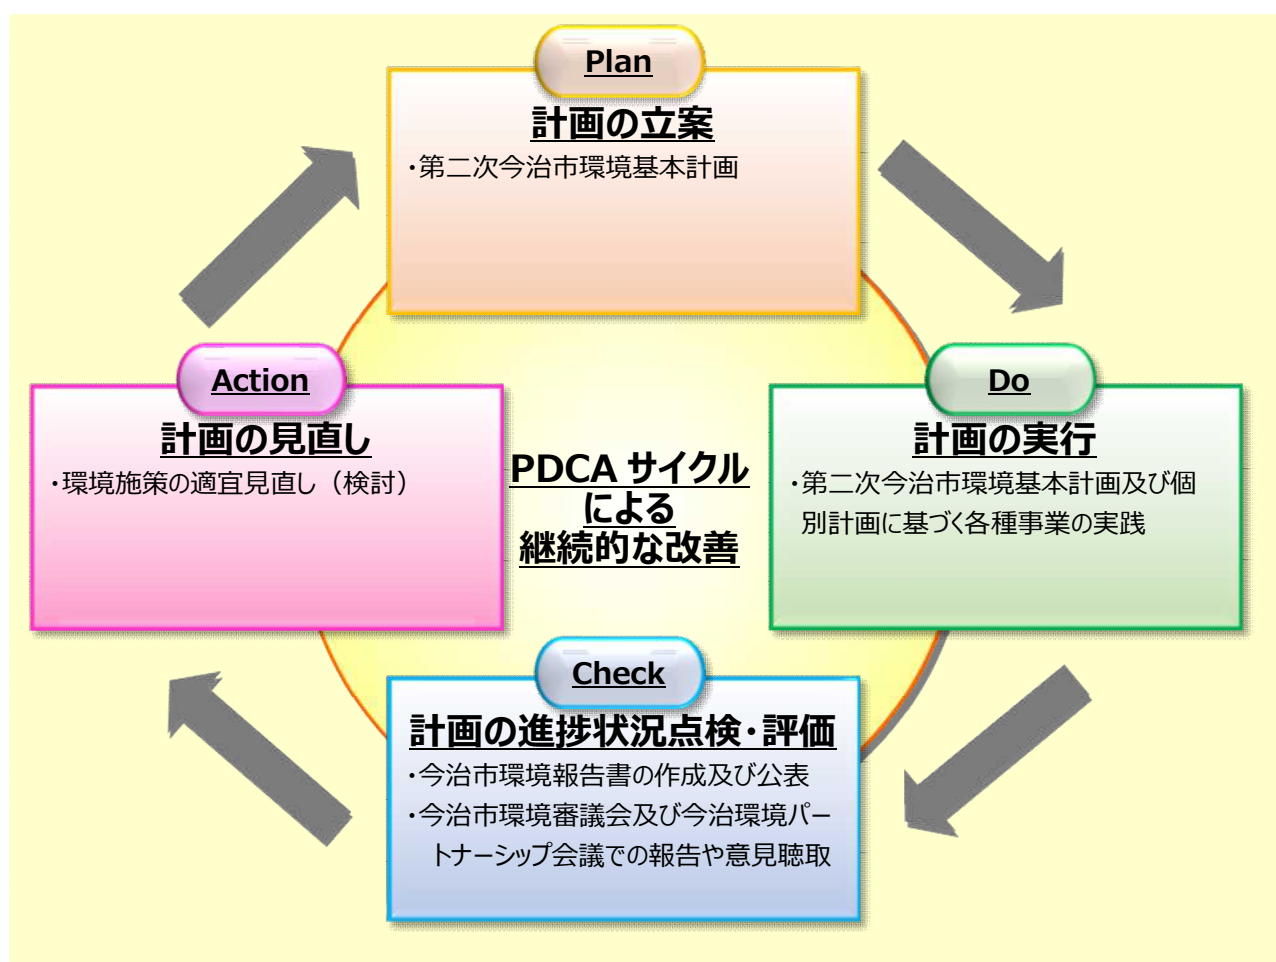 Plan
計画の立案
・第二次今治市環境基本計画
Do
計画の実行
・第二次今治市環境基本計画及び個
別計画に基づく各種事業の実践
Check
計画の進捗状況点検・評価
・今治市環境報告書の作成及び公表
・今治市環境審議会及び今治環境パー
トナーシップ会議での報告や意見聴取
Action
計画の見直し
・環境施策の適宜見直し（検討）
PDCA サイクル
による
継続的な改善